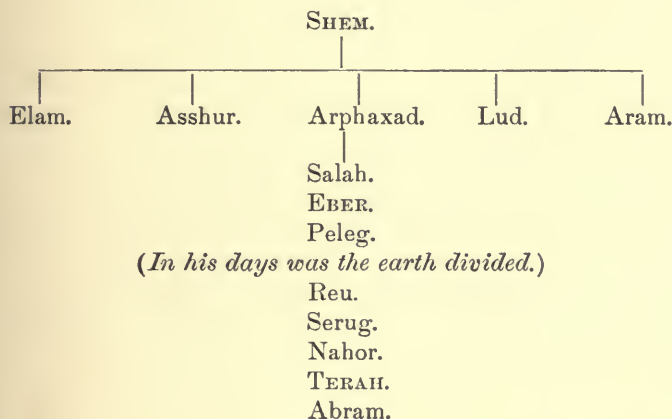 SHEM.
Elam. Asshur. Arphaxad. Lud. Aram.
Salah.
EBER.
Peleg.
(In his days was the earth divided.)
Reu.
Serug.
Nahor.
TERAH.
Abram.